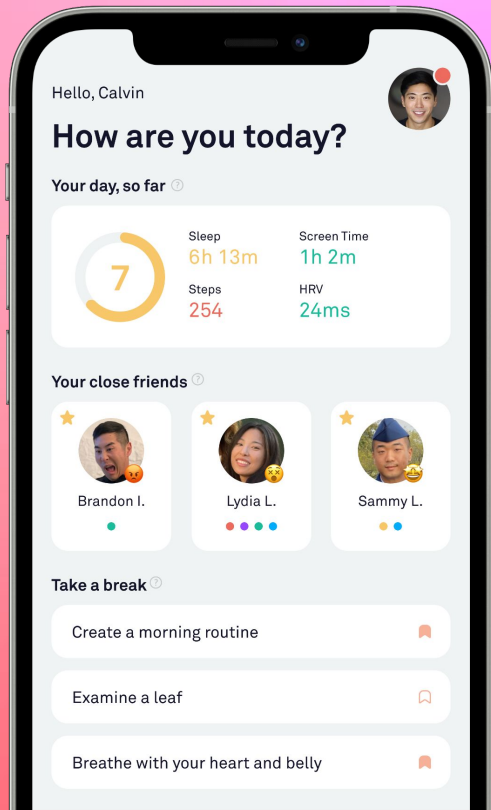 Hello, Calvin
How are you today?
Your day, so far ?
7
Sleep
6h 13m
Screen Time
1h 2m
Steps
254
HRV
24ms
Your close friends ?
Brandon I.
Lydia L.
Sammy L.
Take a break ?
Create a morning routine
Examine a leaf
Breathe with your heart and belly